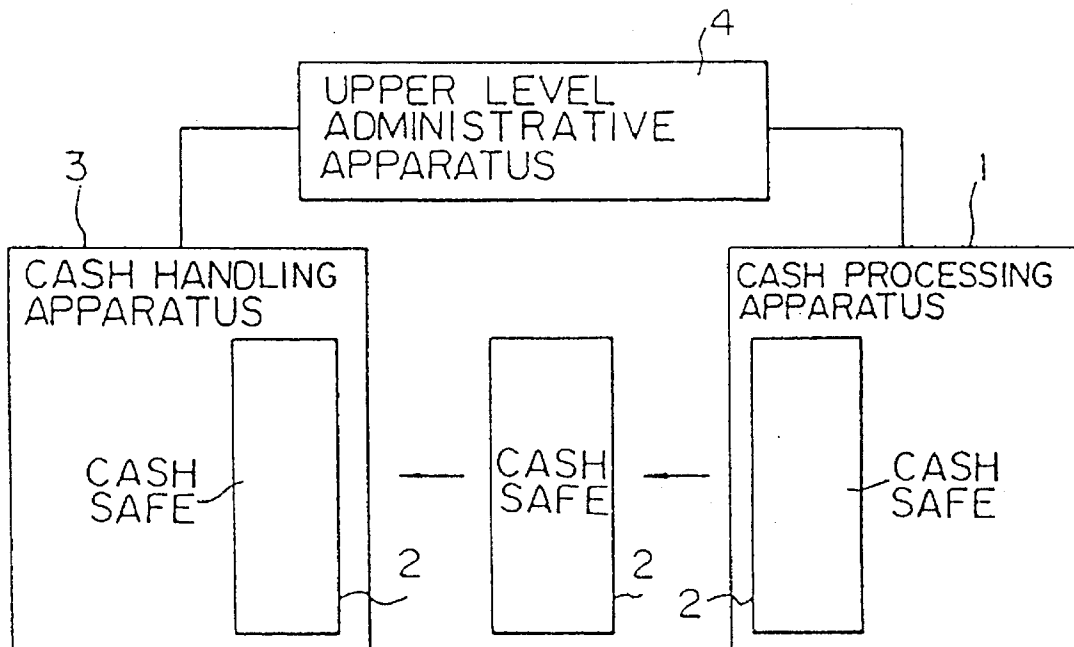 4
UPPER LEVEL
ADMINISTRATIVE
APPARATUS
3
1
CASH HANDLING
APPARATUS
CASH PROCESSING
APPARATUS
CASH
SAFE
CASH
SAFE
CASH
SAFE
2
2
2